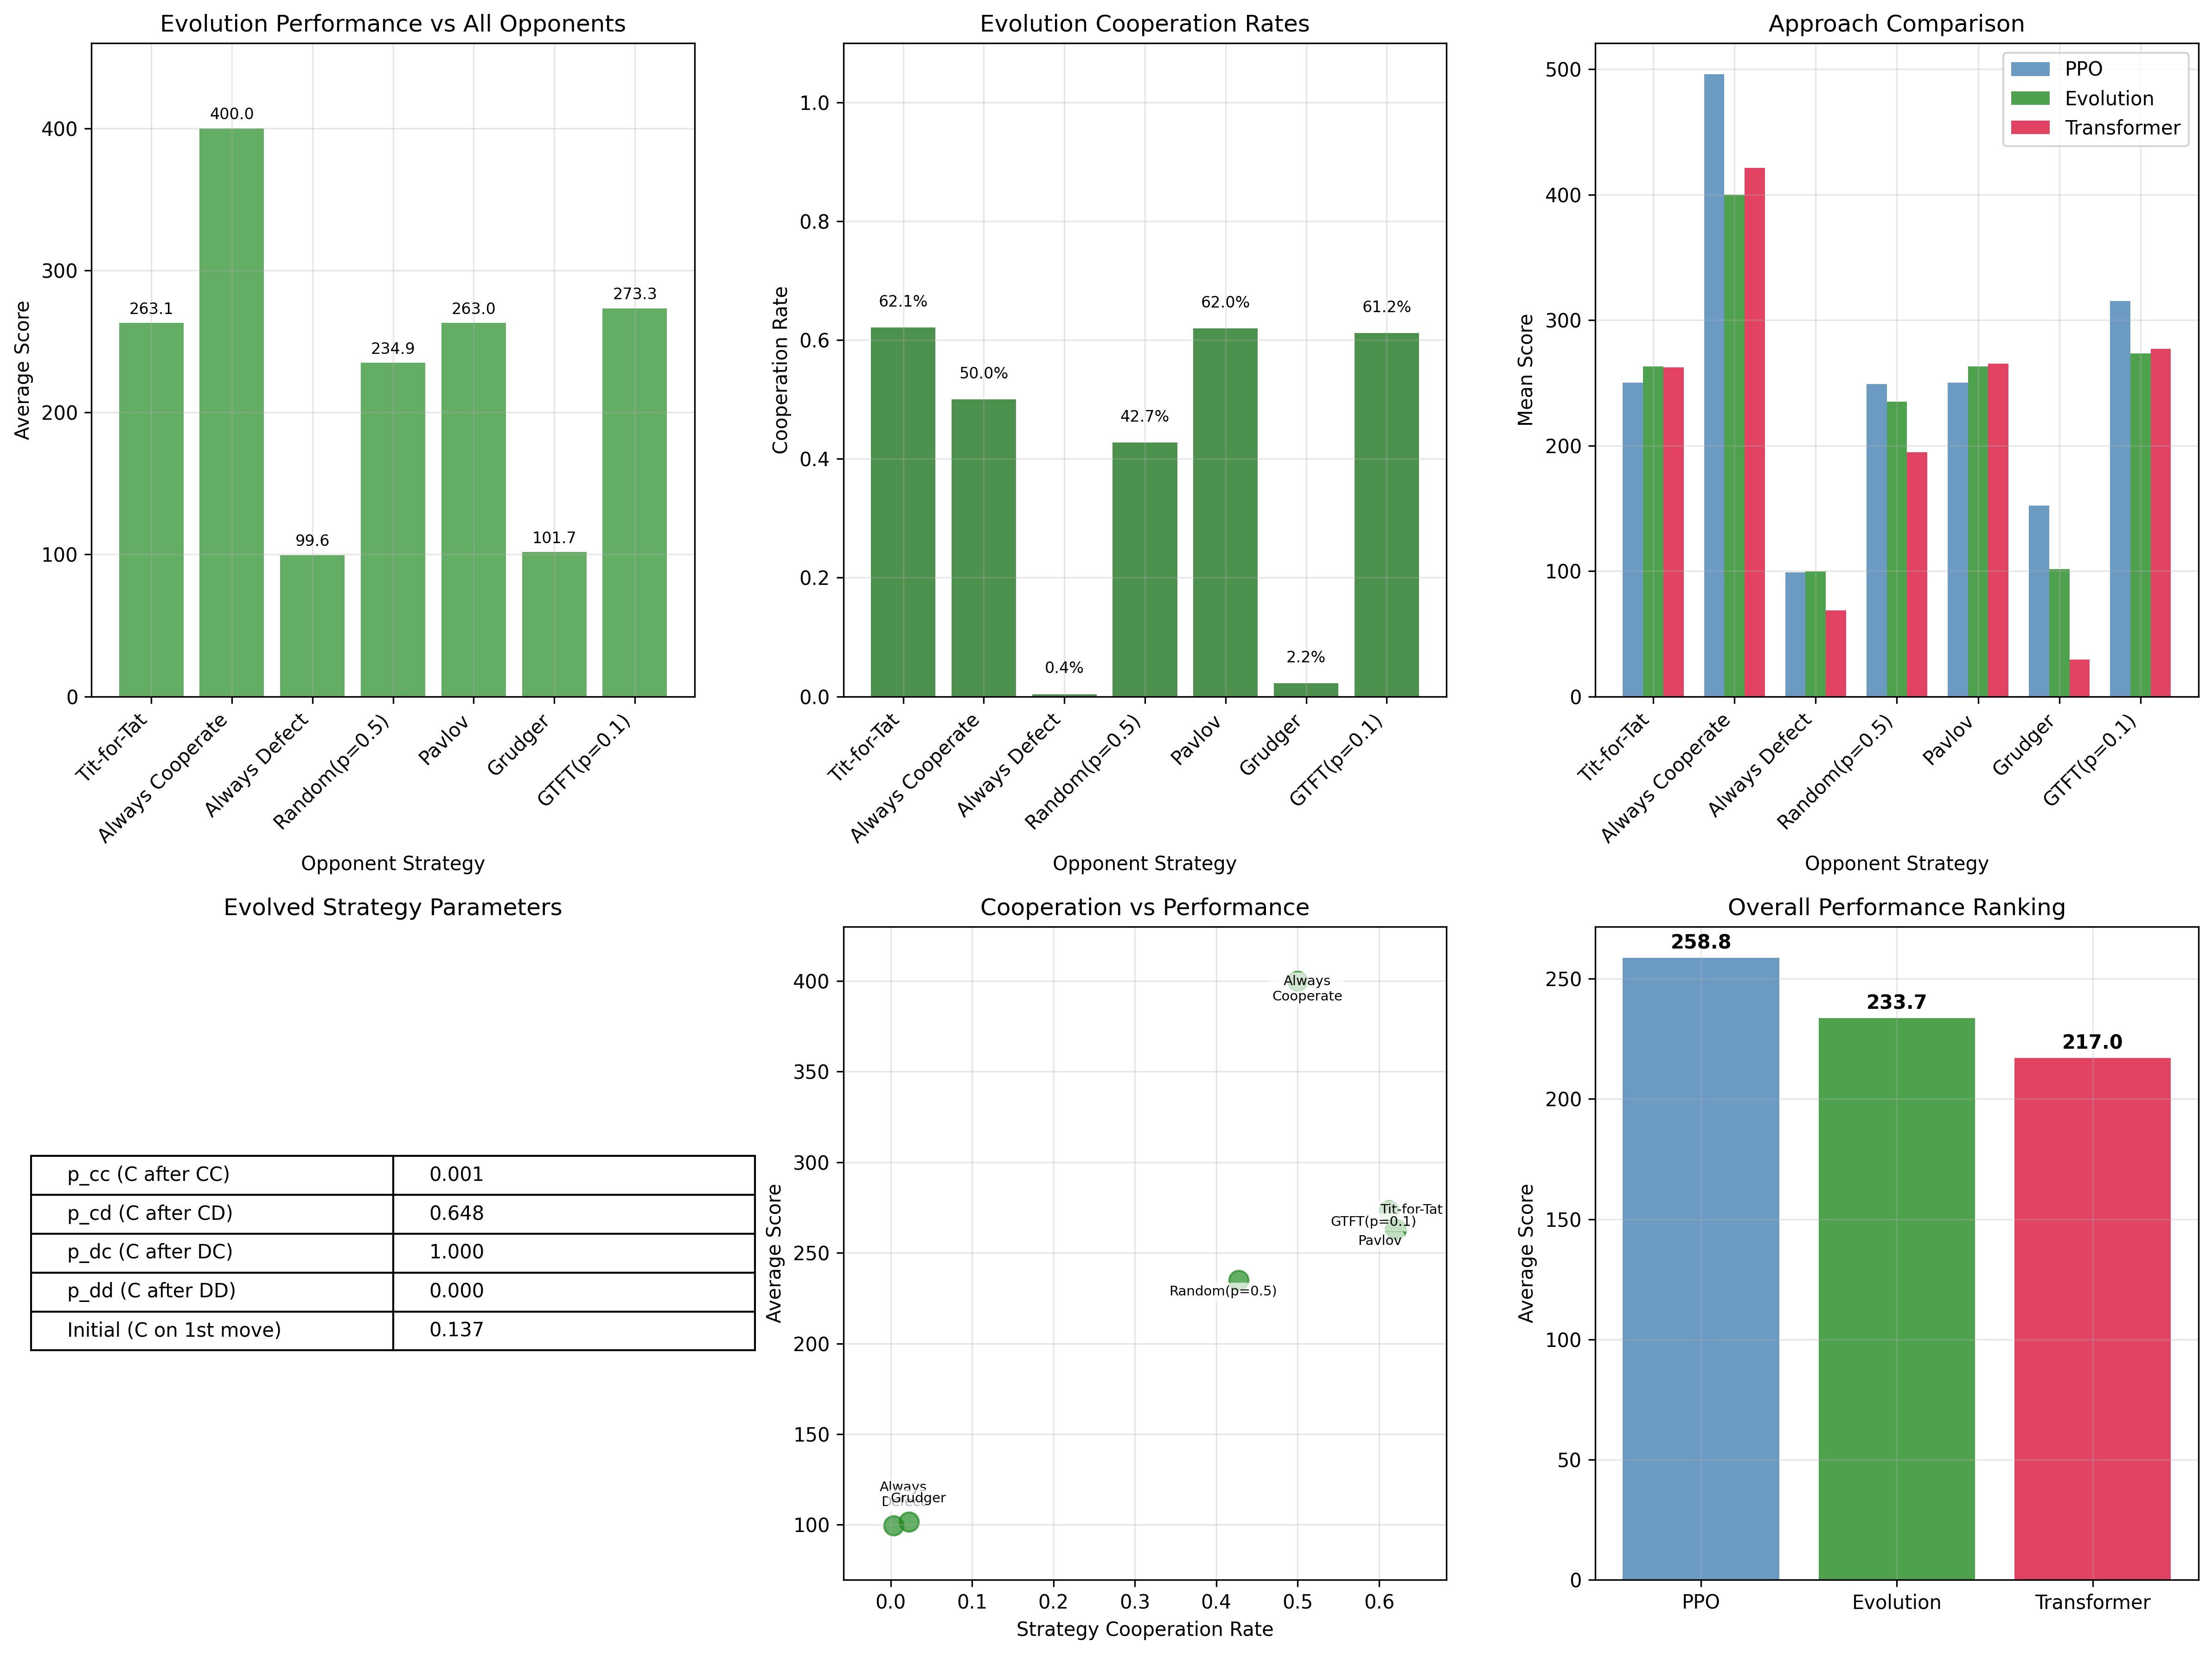 Evolution Performance vs All Opponents
Average Score
400
300
200
100
0
263.1
400.0
99.6
234.9
263.0
101.7
273.3
Tit-for-Tat
Always Cooperate
Always Defect
Random(p=0.5)
Pavlov
Grudger
GTFT(p=0.1)
Opponent Strategy
Evolution Cooperation Rates
Cooperation Rate
1.0
0.8
0.6
0.4
0.2
0.0
62.1%
50.0%
0.4%
42.7%
62.0%
2.2%
61.2%
Tit-for-Tat
Always Cooperate
Always Defect
Random(p=0.5)
Pavlov
Grudger
GTFT(p=0.1)
Opponent Strategy
Approach Comparison
Mean Score
500
400
300
200
100
0
PPO
Evolution
Transformer
Tit-for-Tat
Always Cooperate
Always Defect
Random(p=0.5)
Pavlov
Grudger
GTFT(p=0.1)
Opponent Strategy
Evolved Strategy Parameters
p_cc (C after CC) 0.001
p_cd (C after CD) 0.648
p_dc (C after DC) 1.000
p_dd (C after DD) 0.000
Initial (C on 1st move) 0.137
Cooperation vs Performance
Average Score
400
350
300
250
200
150
100
Always
Cooperate
Tit-for-Tat
GTFT(p=0.1)
Pavlov
Random(p=0.5)
Always
Defect
Grudger
0.0
0.1
0.2
0.3
0.4
0.5
0.6
Strategy Cooperation Rate
Overall Performance Ranking
Average Score
250
200
150
100
50
0
258.8
233.7
217.0
PPO
Evolution
Transformer